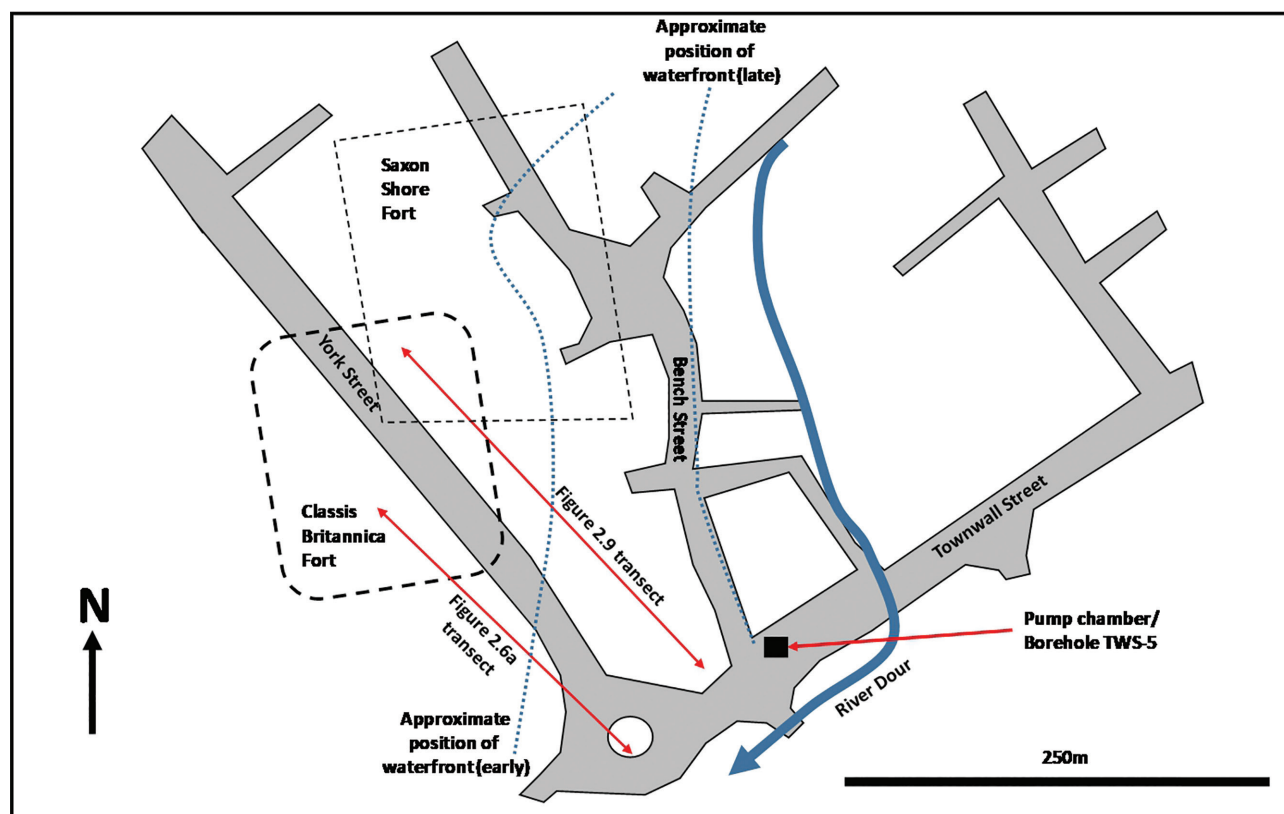 Approximate
position of
waterfront(late)
Saxon
Shore
Fort
York Street
Bench Street
Classis
Britannica
Fort
Figure 2.9 transect
Figure 2.6a
transect
Townwall Street
N
Pump chamber/
Borehole TWS-5
River Dour
Approximate
position of
waterfront(early)
250m